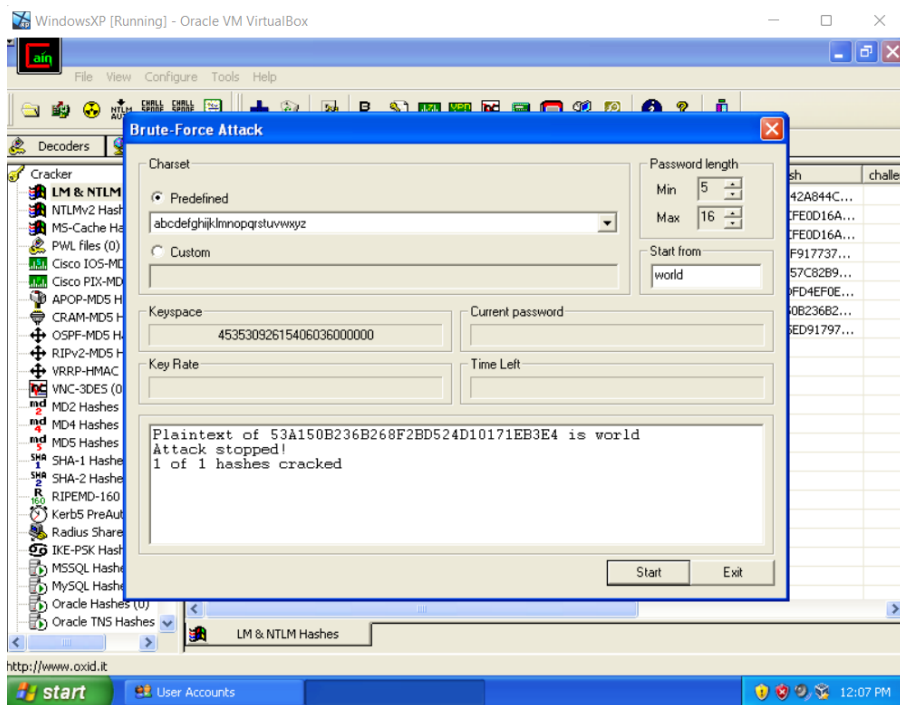 WindowsXP [Running] - Oracle VM VirtualBox
aín
File View Configure Tools Help
Decoders
Brute-Force Attack
Charset
Predefined
abcdefghijklmnopqrstuvwxyz
Custom
Password length
Min 5
Max 16
Start from
world
Keyspace
45353092615406036000000
Current password
Key Rate
Time Left
Plaintext of 53A150B236B268F2BD524D10171EB3E4 is world
Attack stopped!
1 of 1 hashes cracked
Start Exit
Cracker
LM & NTLM
NTLMv2 Hash
MS-Cache Ha
PWL files (0)
Cisco IOS-MD
Cisco PIX-MD
APOP-MD5 H
CRAM-MD5 H
OSPF-MD5 Ha
RIPv2-MD5 H
VRRP-HMAC
VNC-3DES (0
MD2 Hashes
MD4 Hashes
MD5 Hashes
SHA-1 Hashe
SHA-2 Hashe
RIPEMD-160
Kerb5 PreAut
Radius Share
IKE-PSK Hash
MSSQL Hashe
MySQL Hashe
Oracle Hashes (0)
Oracle TNS Hashes
sh challe
42A844C...
FE0D16A...
FE0D16A...
F917737...
57C82B9...
FD4EF0E...
0B236B2...
ED91797...
LM & NTLM Hashes
http://www.oxid.it
start
User Accounts
12:07 PM